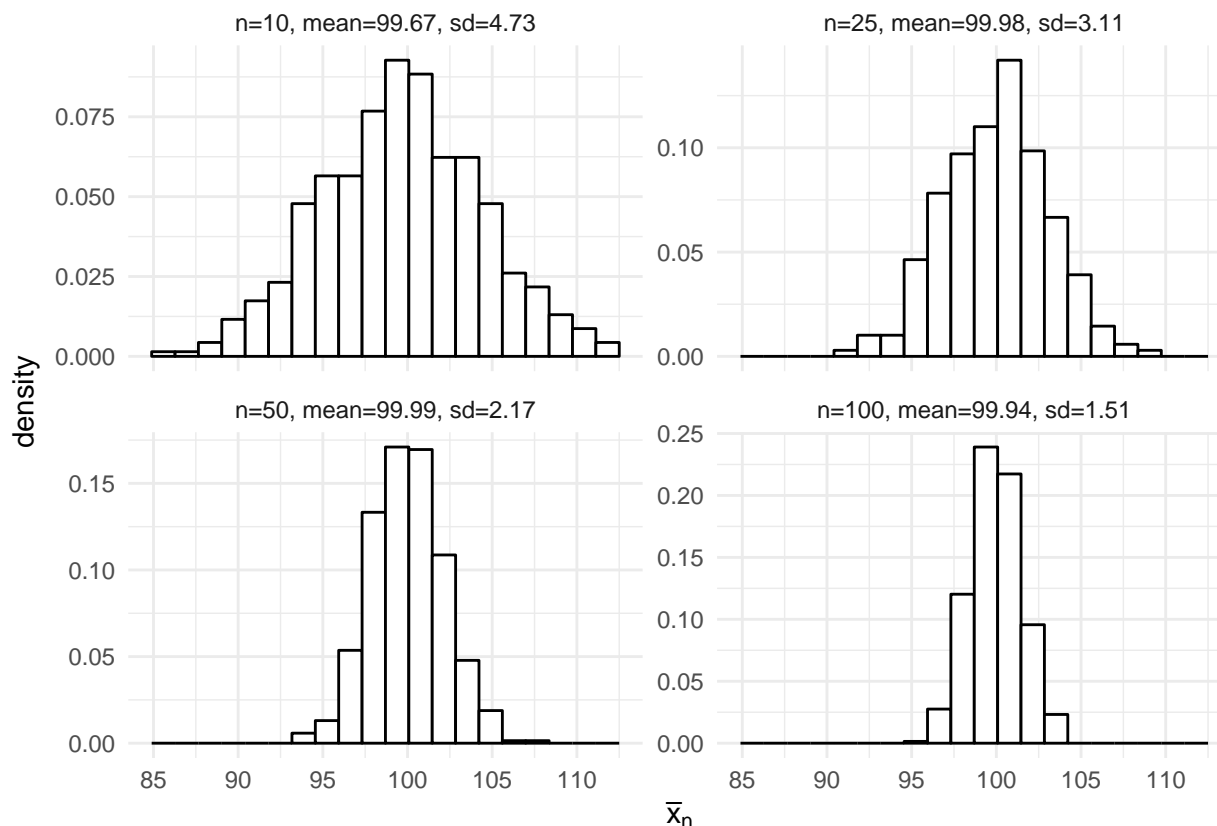 n=10, mean=99.67, sd=4.73
0.075
0.050
0.025
0.000
n=25, mean=99.98, sd=3.11
0.10
0.05
0.00
density
n=50, mean=99.99, sd=2.17
0.15
0.10
0.05
0.00
85 90 95 100 105 110
n=100, mean=99.94, sd=1.51
0.25
0.20
0.15
0.10
0.05
0.00
85 90 95 100 105 110
x̅ₙ